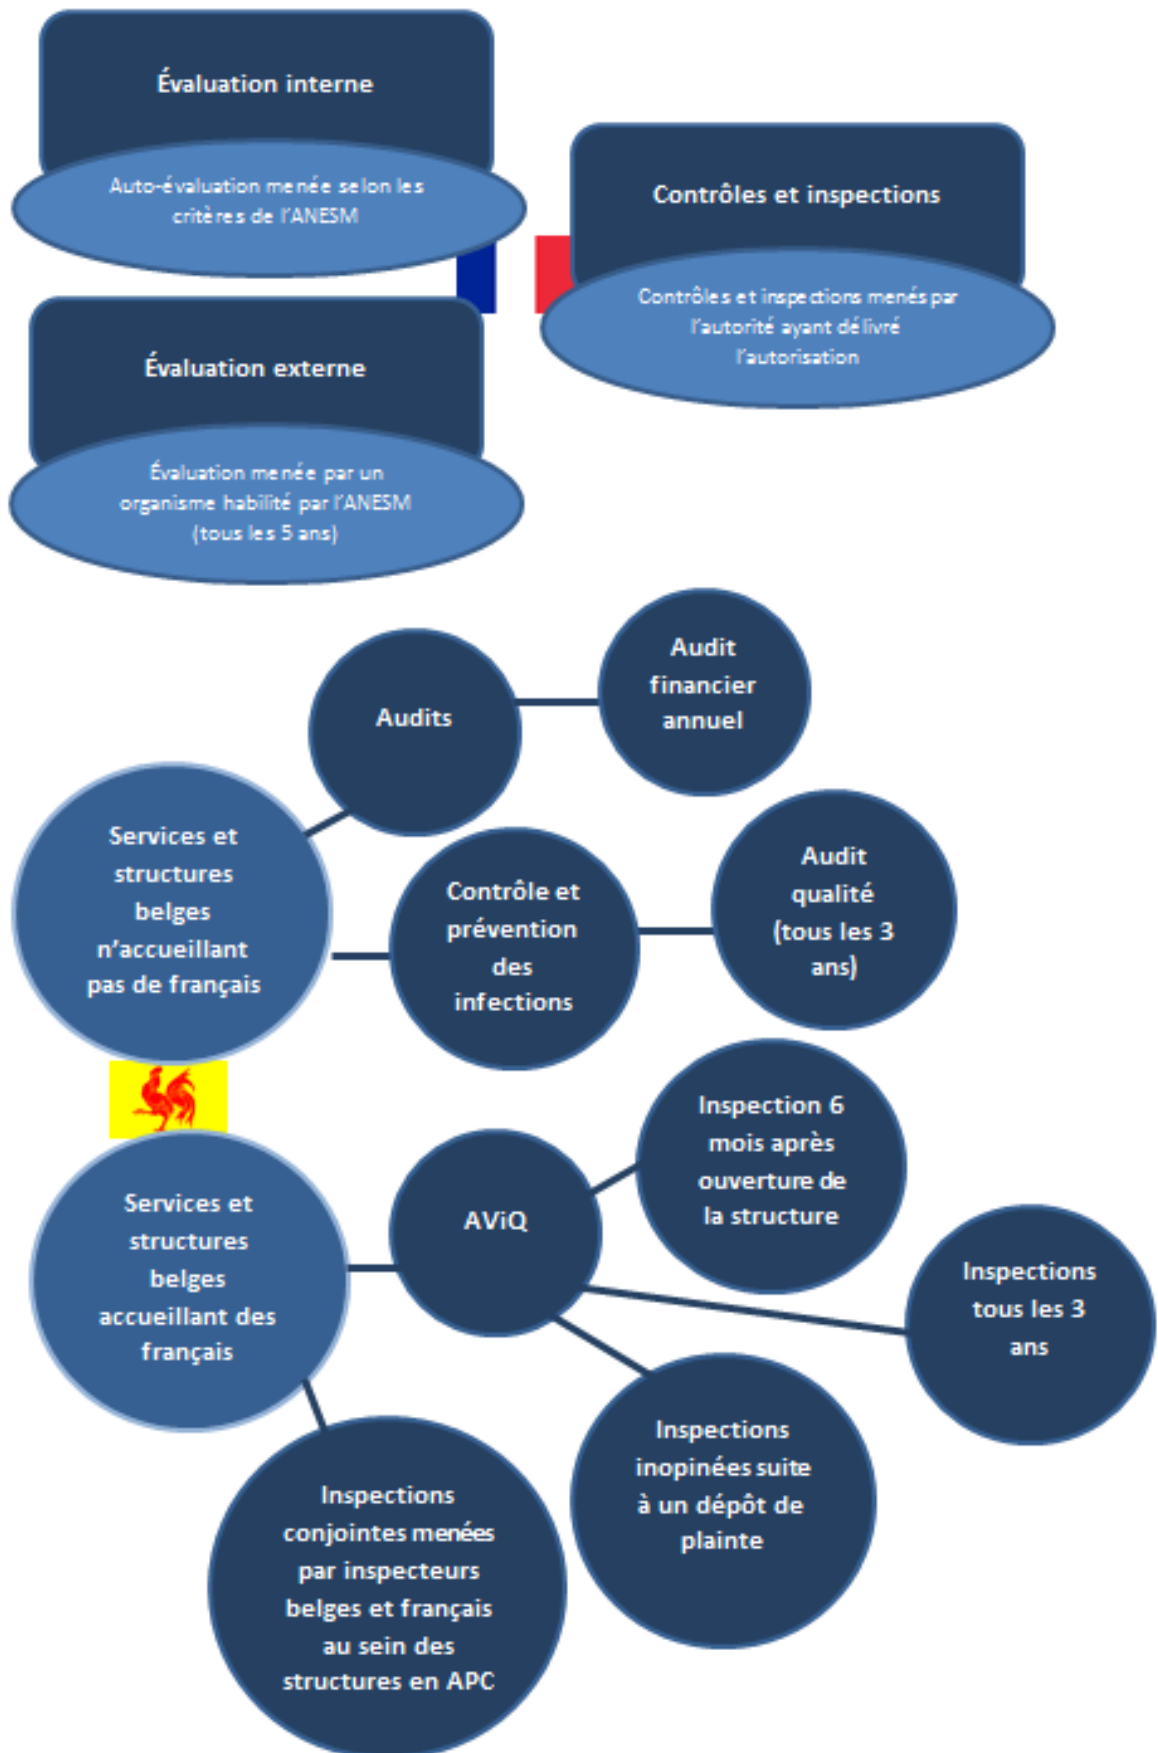 Évaluation interne
Auto-évaluation menée selon les
critères de l'ANESM
Contrôles et inspections
Contrôles et inspections menés par
l'autorité ayant délivré
l'autorisation
Évaluation externe
Évaluation menée par un
organisme habilité par l'ANESM
(tous les 5 ans)
Audits
Audit
financier
annuel
Services et
structures
belges
n'accueillant
pas de français
Contrôle et
prévention
des
infections
Audit
qualité
(tous les 3
ans)
Services et
structures
belges
accueillant des
français
AViQ
Inspection 6
mois après
ouverture de
la structure
Inspections
tous les 3
ans
Inspections
inopinées suite
à un dépôt de
plainte
Inspections
conjointes menées
par inspecteurs
belges et français
au sein des
structures en APC